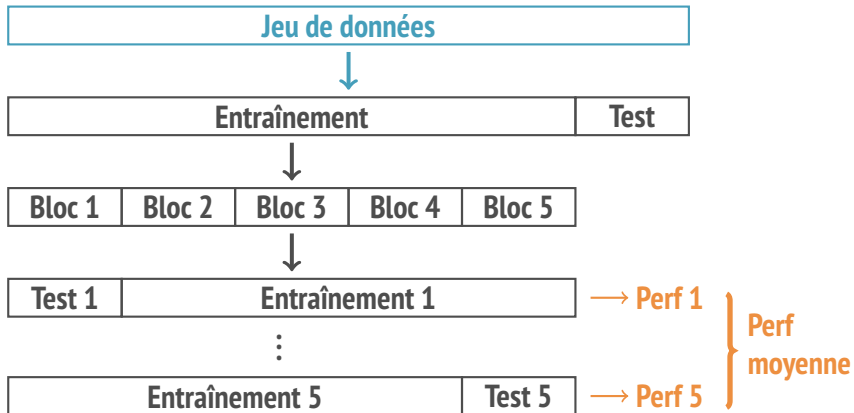 Jeu de données
Entraînement Test
Bloc 1 Bloc 2 Bloc 3 Bloc 4 Bloc 5
Test 1 Entraînement 1 → Perf 1
⋮
Entraînement 5 Test 5 → Perf 5
Perf
moyenne